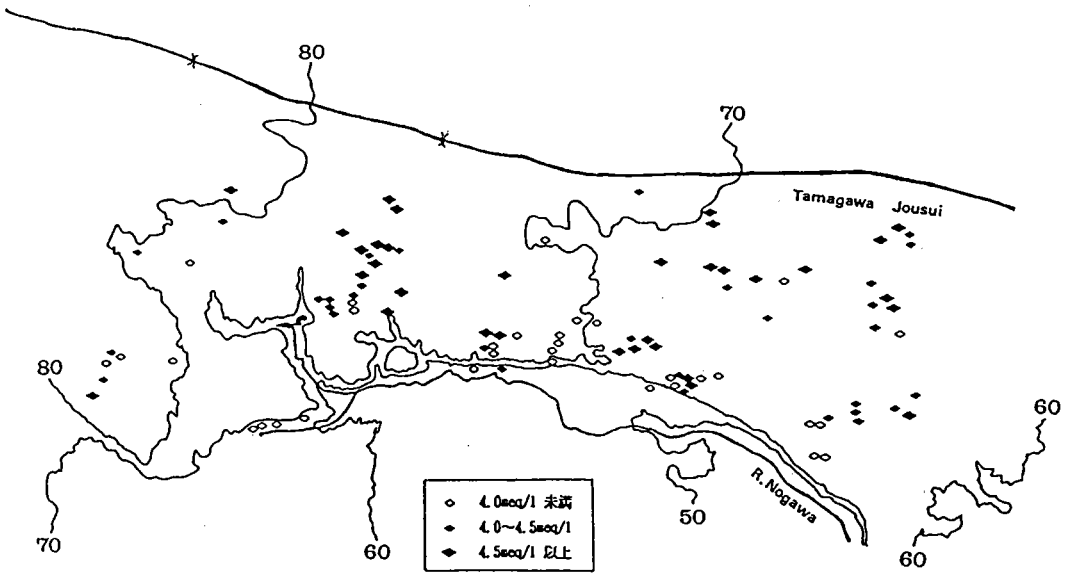 80
70
Tamagawa Jousui
80
60
R. Nogawa
50
70
60
60
4.0meq/l 未満
4.0～4.5meq/l
4.5meq/l 以上